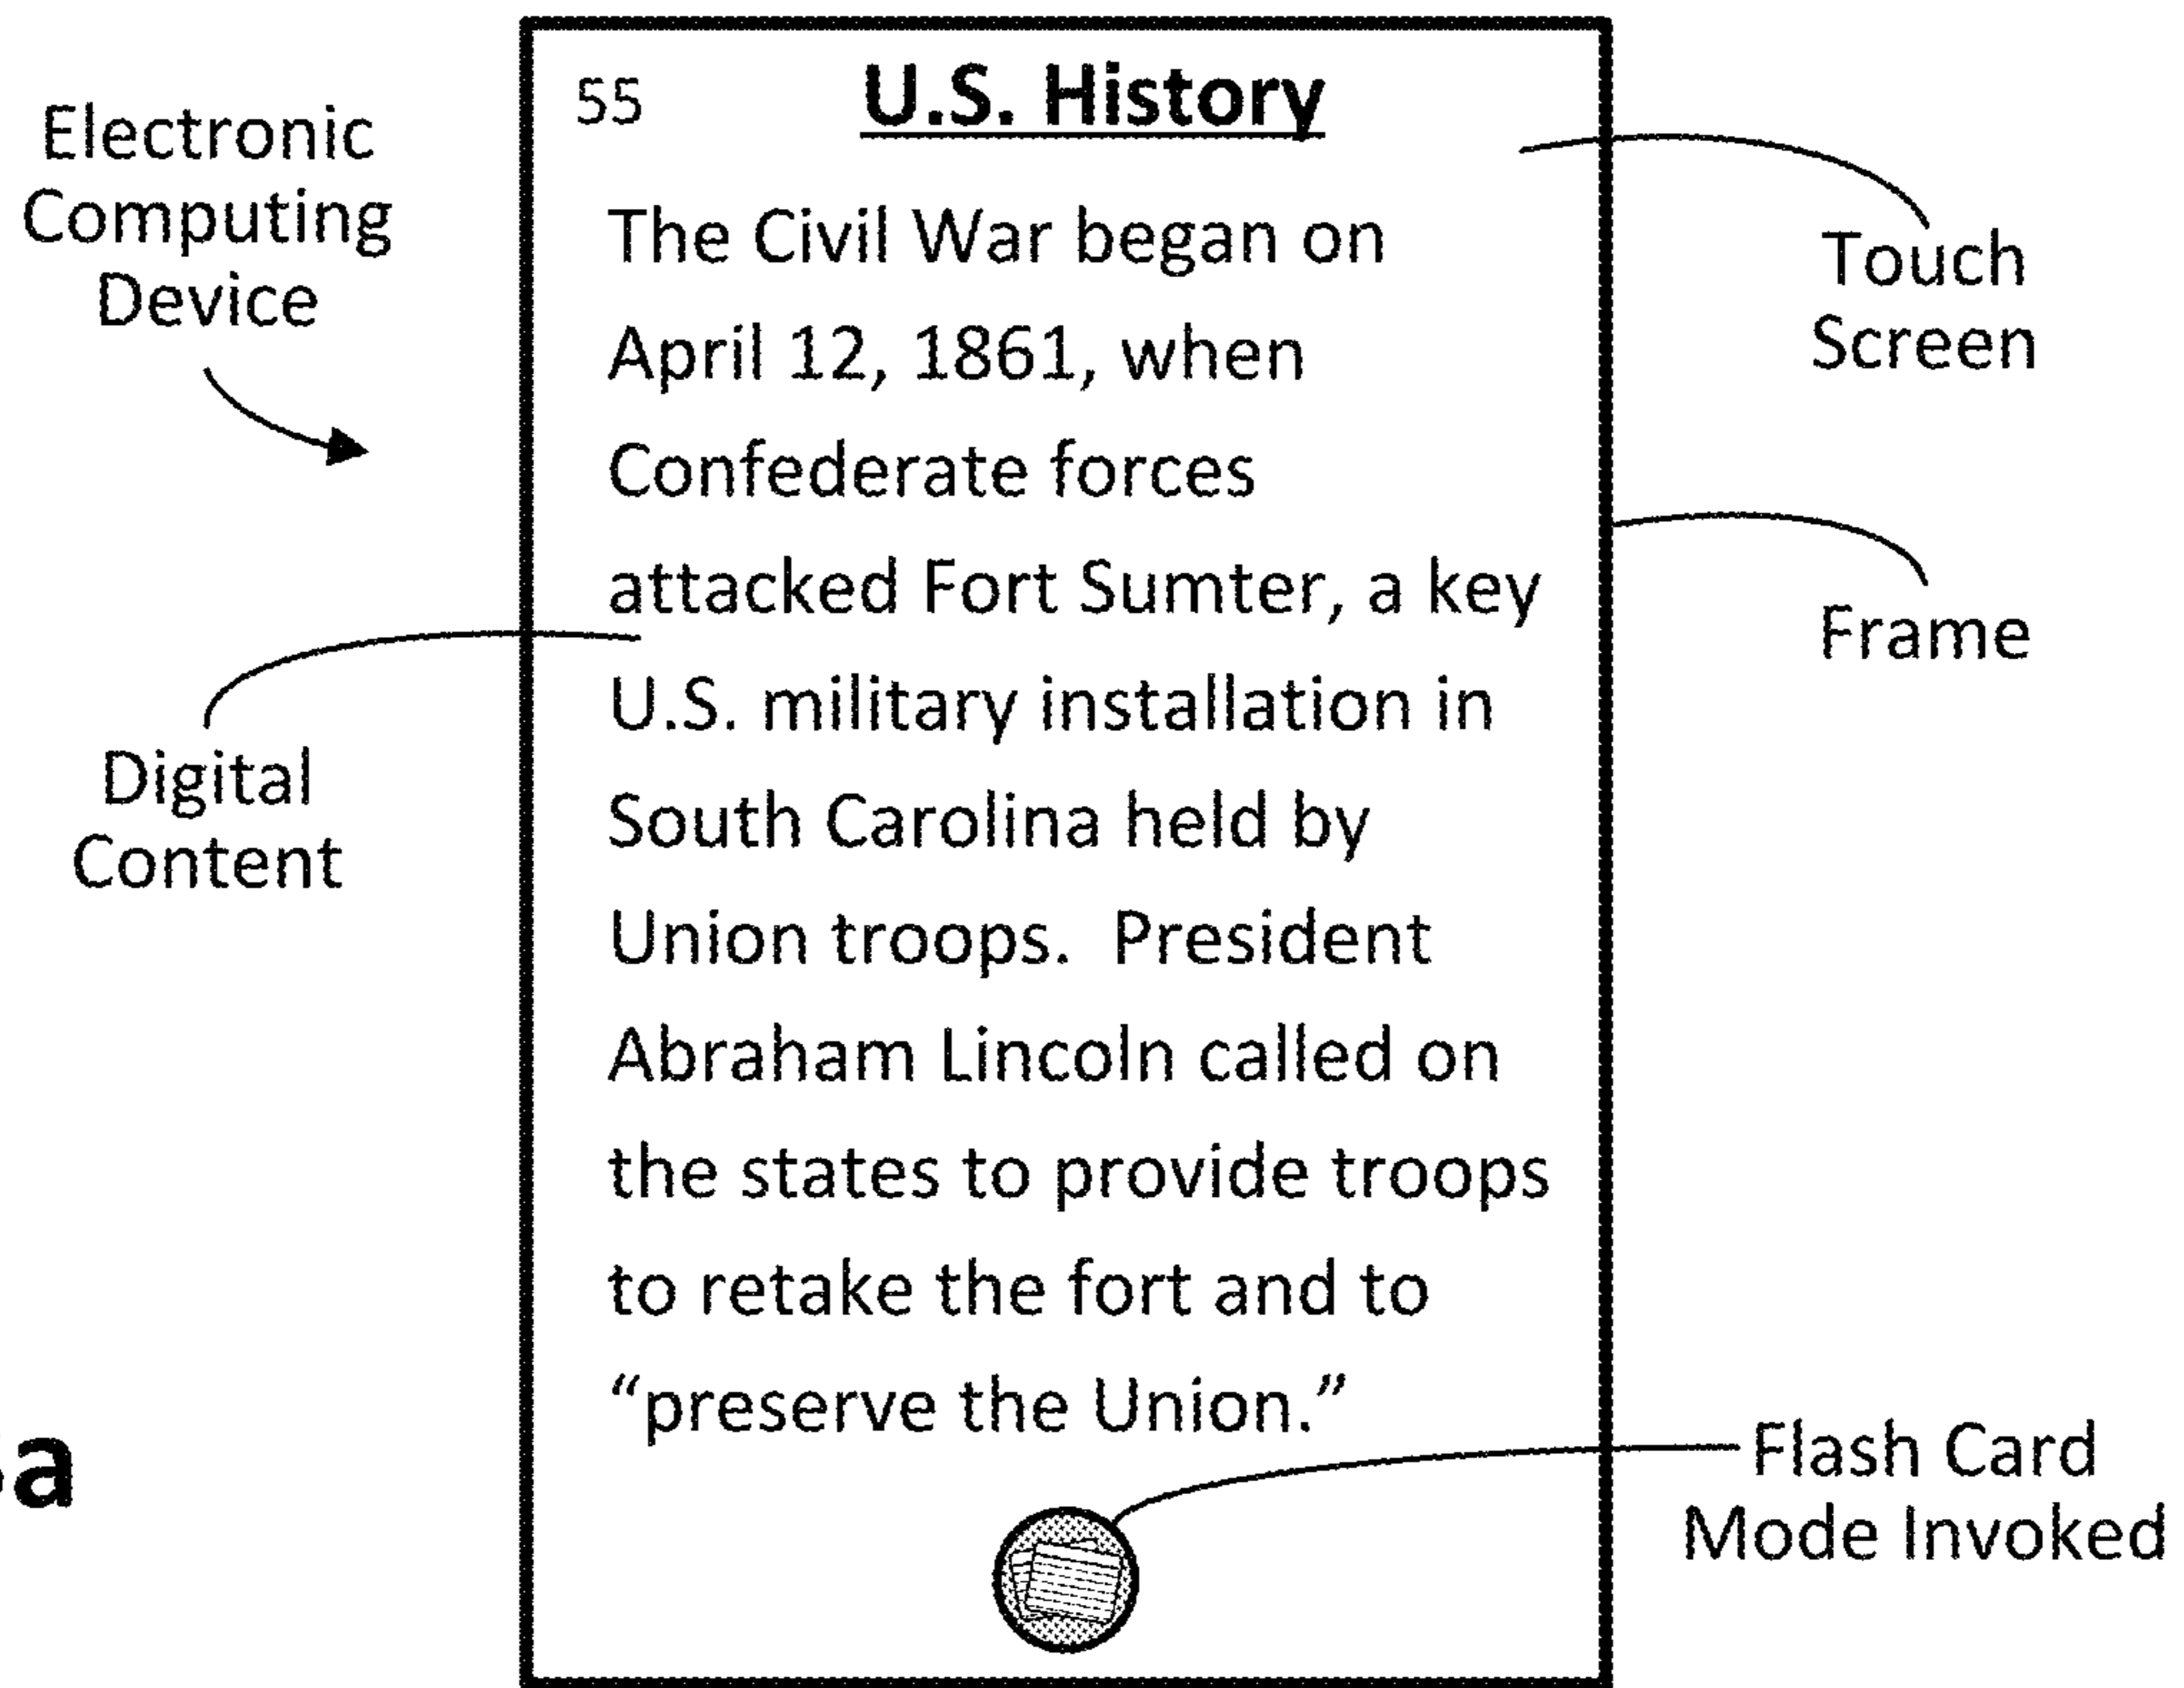 55 U.S. History
The Civil War began on
April 12, 1861, when
Confederate forces
attacked Fort Sumter, a key
U.S. military installation in
South Carolina held by
Union troops.  President
Abraham Lincoln called on
the states to provide troops
to retake the fort and to
“preserve the Union.”
Electronic
Computing
Device
Digital
Content
Touch
Screen
Frame
Flash Card
Mode Invoked